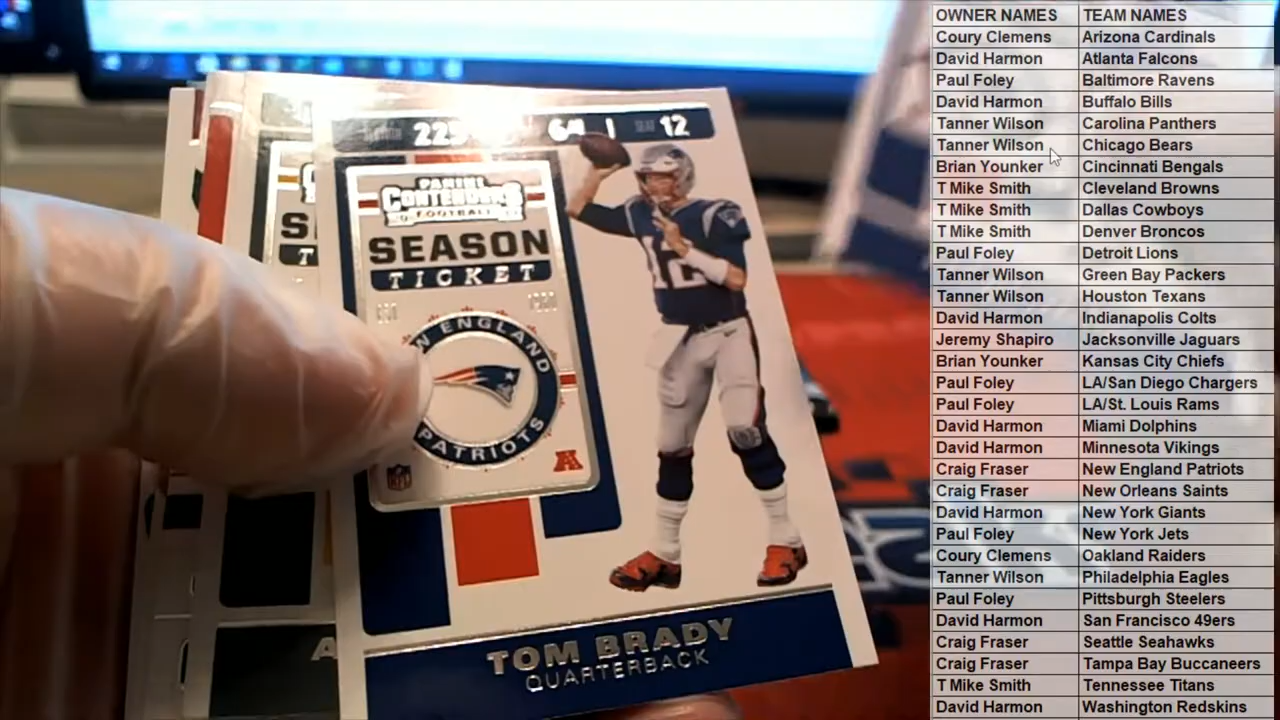 225 64 SEAT 12
PANINI
CONTENDERS
FOOTBALL
SEASON
TICKET
ENGLAND
PATRIOTS
NFL
A
TOM BRADY
QUARTERBACK
S
T
A
OWNER NAMES TEAM NAMES
Coury Clemens Arizona Cardinals
David Harmon Atlanta Falcons
Paul Foley Baltimore Ravens
David Harmon Buffalo Bills
Tanner Wilson Carolina Panthers
Tanner Wilson Chicago Bears
Brian Younker Cincinnati Bengals
T Mike Smith Cleveland Browns
T Mike Smith Dallas Cowboys
T Mike Smith Denver Broncos
Paul Foley Detroit Lions
Tanner Wilson Green Bay Packers
Tanner Wilson Houston Texans
David Harmon Indianapolis Colts
Jeremy Shapiro Jacksonville Jaguars
Brian Younker Kansas City Chiefs
Paul Foley LA/San Diego Chargers
Paul Foley LA/St. Louis Rams
David Harmon Miami Dolphins
David Harmon Minnesota Vikings
Craig Fraser New England Patriots
Craig Fraser New Orleans Saints
David Harmon New York Giants
Paul Foley New York Jets
Coury Clemens Oakland Raiders
Tanner Wilson Philadelphia Eagles
Paul Foley Pittsburgh Steelers
David Harmon San Francisco 49ers
Craig Fraser Seattle Seahawks
Craig Fraser Tampa Bay Buccaneers
T Mike Smith Tennessee Titans
David Harmon Washington Redskins